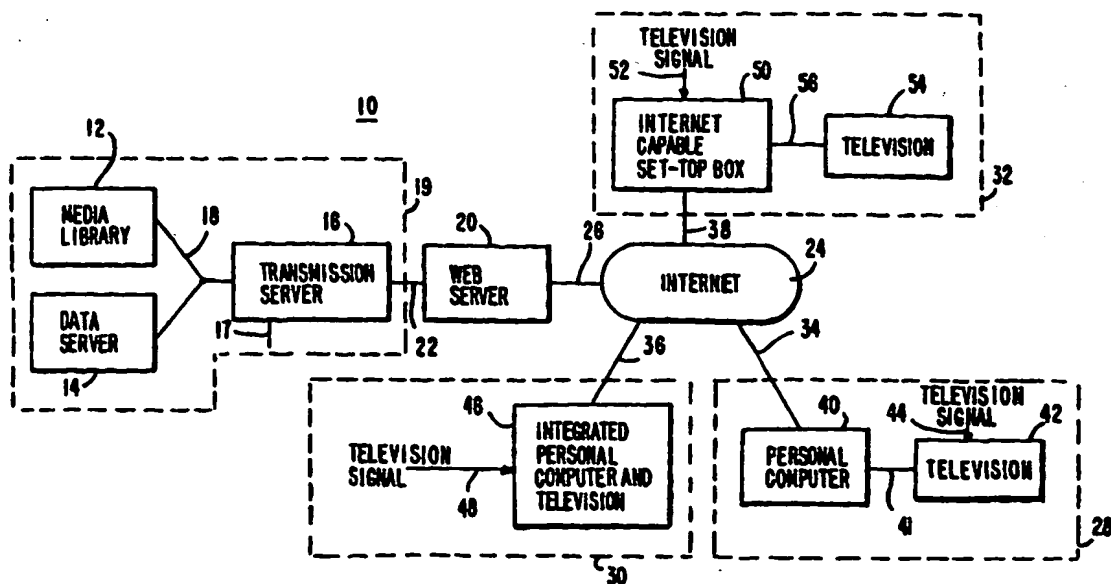 10
12
MEDIA
LIBRARY
18
DATA
SERVER
14
16
TRANSMISSION
SERVER
17
19
20
WEB
SERVER
22
26
TELEVISION
SIGNAL
52
50
INTERNET
CAPABLE
SET-TOP BOX
56
54
TELEVISION
32
38
INTERNET
24
36
34
46
TELEVISION
SIGNAL
48
INTEGRATED
PERSONAL
COMPUTER AND
TELEVISION
30
40
PERSONAL
COMPUTER
41
TELEVISION
SIGNAL
44
42
TELEVISION
28